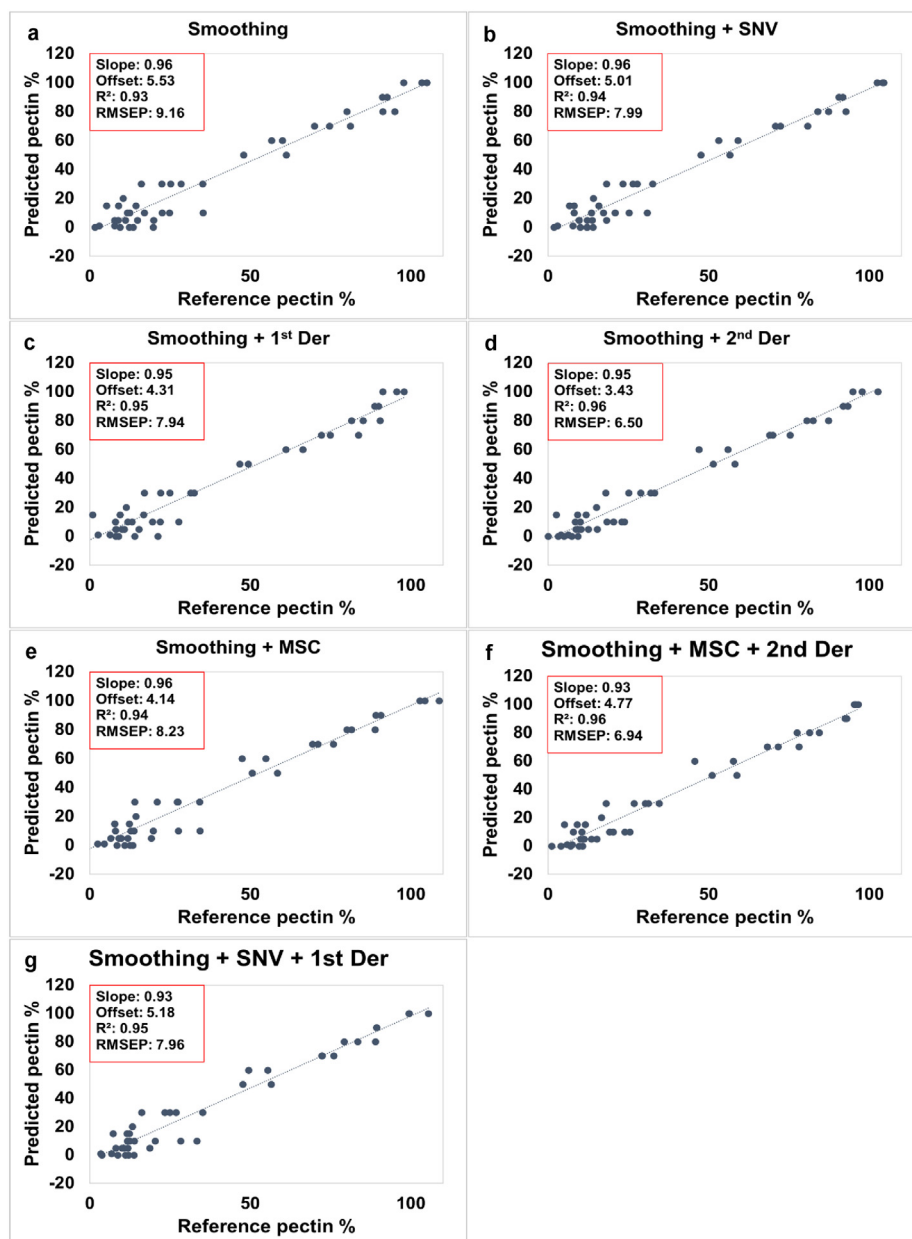 a
Smoothing
120
100
80
60
40
20
0
-20
Predicted pectin %
Slope: 0.96
Offset: 5.53
R²: 0.93
RMSEP: 9.16
0 50 100
Reference pectin %
b
Smoothing + SNV
120
100
80
60
40
20
0
-20
Predicted pectin %
Slope: 0.96
Offset: 5.01
R²: 0.94
RMSEP: 7.99
0 50 100
Reference pectin %
c
Smoothing + 1ˢᵗ Der
120
100
80
60
40
20
0
-20
Predicted pectin %
Slope: 0.95
Offset: 4.31
R²: 0.95
RMSEP: 7.94
0 50 100
Reference pectin %
d
Smoothing + 2ⁿᵈ Der
120
100
80
60
40
20
0
-20
Predicted pectin %
Slope: 0.95
Offset: 3.43
R²: 0.96
RMSEP: 6.50
0 50 100
Reference pectin %
e
Smoothing + MSC
120
100
80
60
40
20
0
-20
Predicted pectin %
Slope: 0.96
Offset: 4.14
R²: 0.94
RMSEP: 8.23
0 50 100
Reference pectin %
f
Smoothing + MSC + 2nd Der
120
100
80
60
40
20
0
-20
Predicted pectin %
Slope: 0.93
Offset: 4.77
R²: 0.96
RMSEP: 6.94
0 50 100
Reference pectin %
g
Smoothing + SNV + 1st Der
120
100
80
60
40
20
0
-20
Predicted pectin %
Slope: 0.93
Offset: 5.18
R²: 0.95
RMSEP: 7.96
0 50 100
Reference pectin %